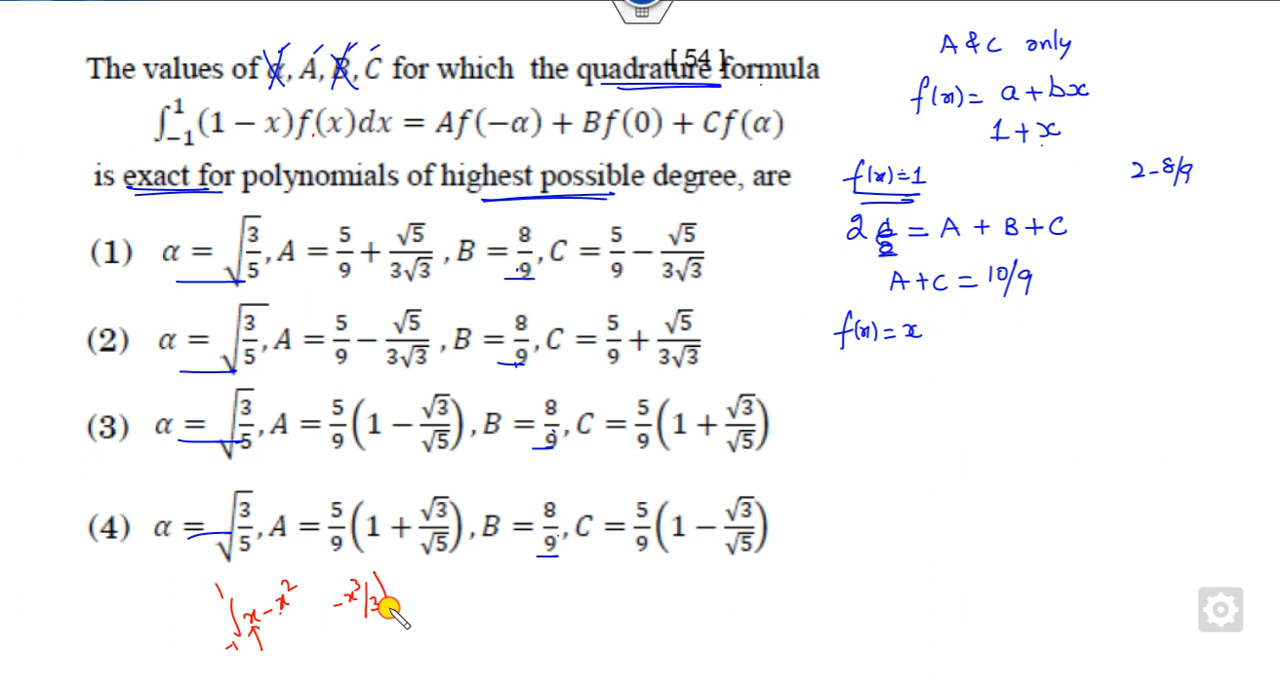 [ 54 ]
The values of α, A, B, C for which the quadrature formula
∫₋₁¹ (1 − x)f(x)dx = Af(−α) + Bf(0) + Cf(α)
is exact for polynomials of highest possible degree, are
(1) α = √(3/5), A = 5/9 + √5/(3√3), B = 8/9, C = 5/9 − √5/(3√3)
(2) α = √(3/5), A = 5/9 − √5/(3√3), B = 8/9, C = 5/9 + √5/(3√3)
(3) α = √(3/5), A = 5/9(1 − √3/√5), B = 8/9, C = 5/9(1 + √3/√5)
(4) α = √(3/5), A = 5/9(1 + √3/√5), B = 8/9, C = 5/9(1 − √3/√5)
∫₋₁¹ x − x² −x³/3
A & C only
f(x) = a + bx
1 + x
f(x) = 1
2 − 8/9
2 = A + B + C
A + C = 10/9
f(x) = x